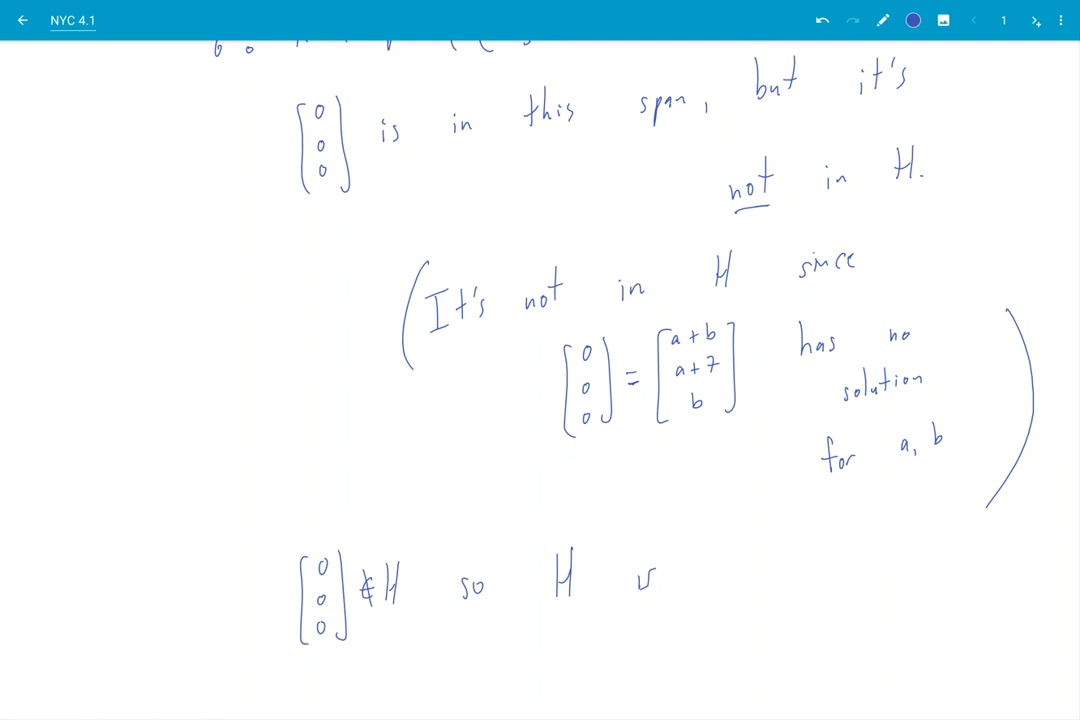 NYC 4.1
1
[0 0 0] is in this span, but it's
not in H.
(It's not in H since
[0 0 0] = [a + b a + 7 b] has no
solution
for a, b)
[0 0 0] ∉ H so H